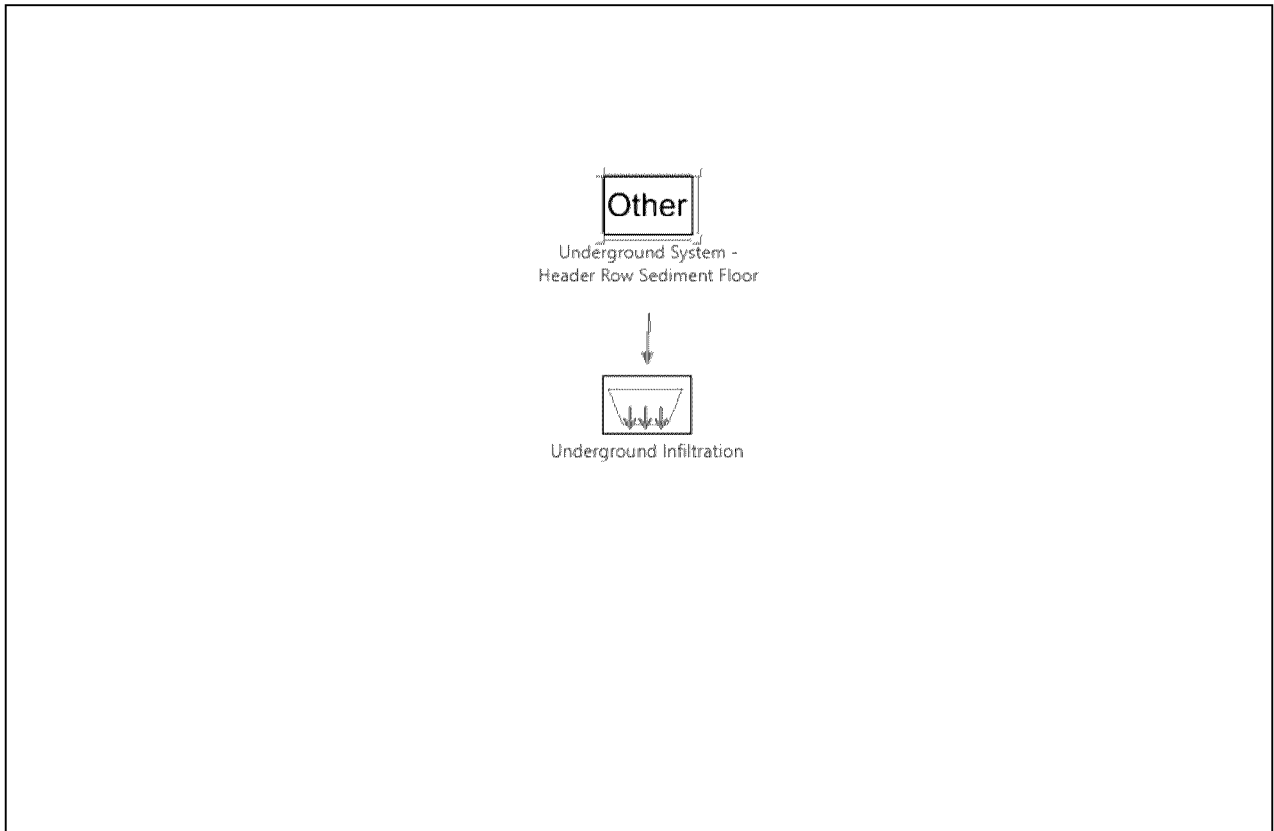 Other
Underground System -
Header Row Sediment Floor
Underground Infiltration